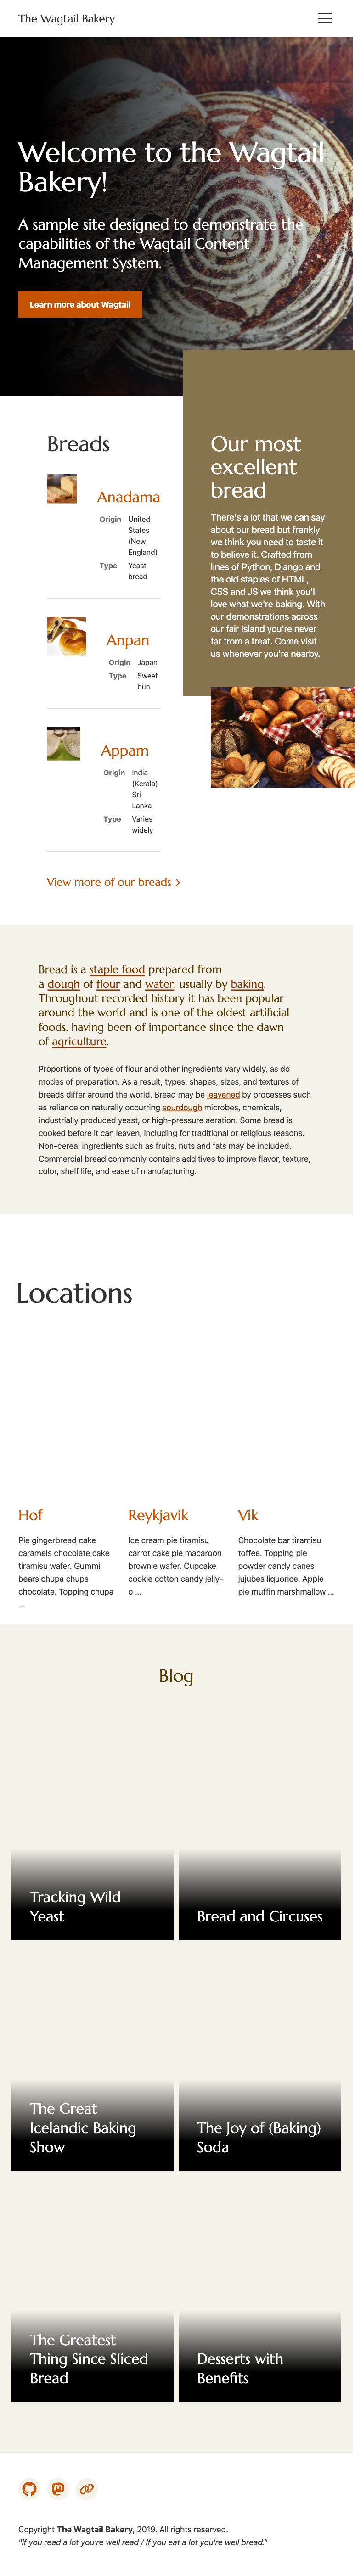 The Wagtail Bakery
Welcome to the Wagtail
Bakery!
A sample site designed to demonstrate the
capabilities of the Wagtail Content
Management System.
Learn more about Wagtail
Breads
Anadama
Origin United
States
(New
England)
Type Yeast
bread
Anpan
Origin Japan
Type Sweet
bun
Appam
Origin India
(Kerala)
Sri
Lanka
Type Varies
widely
View more of our breads
Our most
excellent
bread
There's a lot that we can say
about our bread but frankly
we think you need to taste it
to believe it. Crafted from
lines of Python, Django and
the old staples of HTML,
CSS and JS we think you'll
love what we're baking. With
our demonstrations across
our fair Island you're never
far from a treat. Come visit
us whenever you're nearby.
Bread is a staple food prepared from
a dough of flour and water, usually by baking.
Throughout recorded history it has been popular
around the world and is one of the oldest artificial
foods, having been of importance since the dawn
of agriculture.
Proportions of types of flour and other ingredients vary widely, as do
modes of preparation. As a result, types, shapes, sizes, and textures of
breads differ around the world. Bread may be leavened by processes such
as reliance on naturally occurring sourdough microbes, chemicals,
industrially produced yeast, or high-pressure aeration. Some bread is
cooked before it can leaven, including for traditional or religious reasons.
Non-cereal ingredients such as fruits, nuts and fats may be included.
Commercial bread commonly contains additives to improve flavor, texture,
color, shelf life, and ease of manufacturing.
Locations
Hof
Pie gingerbread cake
caramels chocolate cake
tiramisu wafer. Gummi
bears chupa chups
chocolate. Topping chupa
...
Reykjavik
Ice cream pie tiramisu
carrot cake pie macaroon
brownie wafer. Cupcake
cookie cotton candy jelly-
o ...
Vik
Chocolate bar tiramisu
toffee. Topping pie
powder candy canes
jujubes liquorice. Apple
pie muffin marshmallow ...
Blog
Tracking Wild
Yeast
Bread and Circuses
The Great
Icelandic Baking
Show
The Joy of (Baking)
Soda
The Greatest
Thing Since Sliced
Bread
Desserts with
Benefits
Copyright The Wagtail Bakery, 2019. All rights reserved.
"If you read a lot you're well read / If you eat a lot you're well bread."